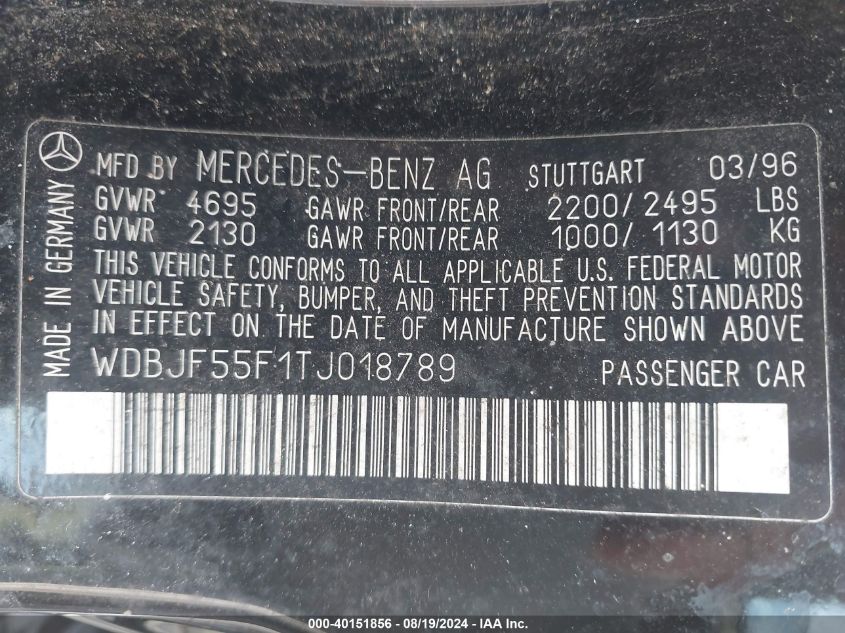 MADE IN GERMANY
MFD BY MERCEDES-BENZ AG STUTTGART 03/96
GVWR 4695 GAWR FRONT/REAR 2200/ 2495 LBS
GVWR 2130 GAWR FRONT/REAR 1000/ 1130 KG
THIS VEHICLE CONFORMS TO ALL APPLICABLE U.S. FEDERAL MOTOR
VEHICLE SAFETY, BUMPER, AND THEFT PREVENTION STANDARDS
IN EFFECT ON THE DATE OF MANUFACTURE SHOWN ABOVE
WDBJF55F1TJ018789 PASSENGER CAR
000-40151856 - 08/19/2024 - IAA Inc.